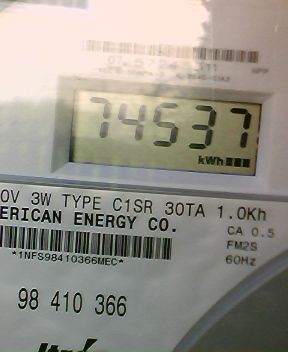 74537
kWh
0V 3W TYPE C1SR 30TA 1.0Kh
ERICAN ENERGY CO.
CA 0.5
FM2S
*1NFS98410366MEC*
60Hz
98 410 366